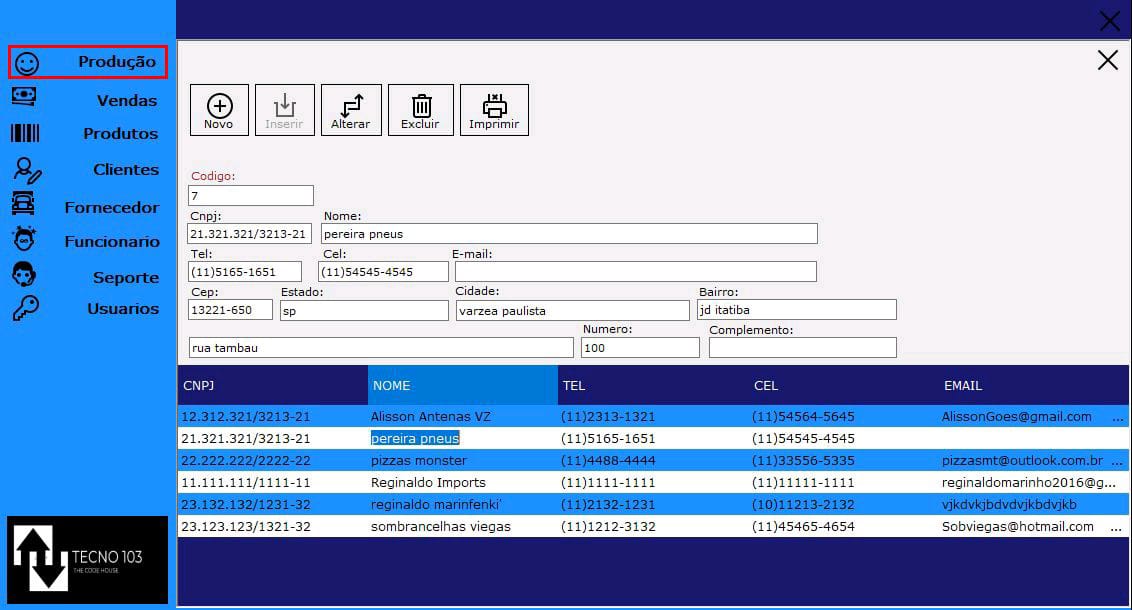 Produção
Vendas
Produtos
Clientes
Fornecedor
Funcionario
Seporte
Usuarios
TECNO 103
THE CODE HOUSE
Novo Inserir Alterar Excluir Imprimir
Codigo:
7
Cnpj: Nome:
21.321.321/3213-21 pereira pneus
Tel: Cel: E-mail:
(11)5165-1651 (11)54545-4545
Cep: Estado: Cidade: Bairro:
13221-650 sp varzea paulista jd itatiba
Numero: Complemento:
rua tambau 100
CNPJ NOME TEL CEL EMAIL
12.312.321/3213-21 Alisson Antenas VZ (11)2313-1321 (11)54564-5645 AlissonGoes@gmail.com ...
21.321.321/3213-21 pereira pneus (11)5165-1651 (11)54545-4545
22.222.222/2222-22 pizzas monster (11)4488-4444 (11)33556-5335 pizzasmt@outlook.com.br ...
11.111.111/1111-11 Reginaldo Imports (11)1111-1111 (11)11111-1111 reginaldomarinho2016@g...
23.132.132/1231-32 reginaldo marinfenki' (11)2132-1231 (10)11213-2132 vjkdvkjbdvdvjkbdvjkb
23.123.123/1321-32 sombrancelhas viegas (11)1212-3132 (11)45465-4654 Sobviegas@hotmail.com ...